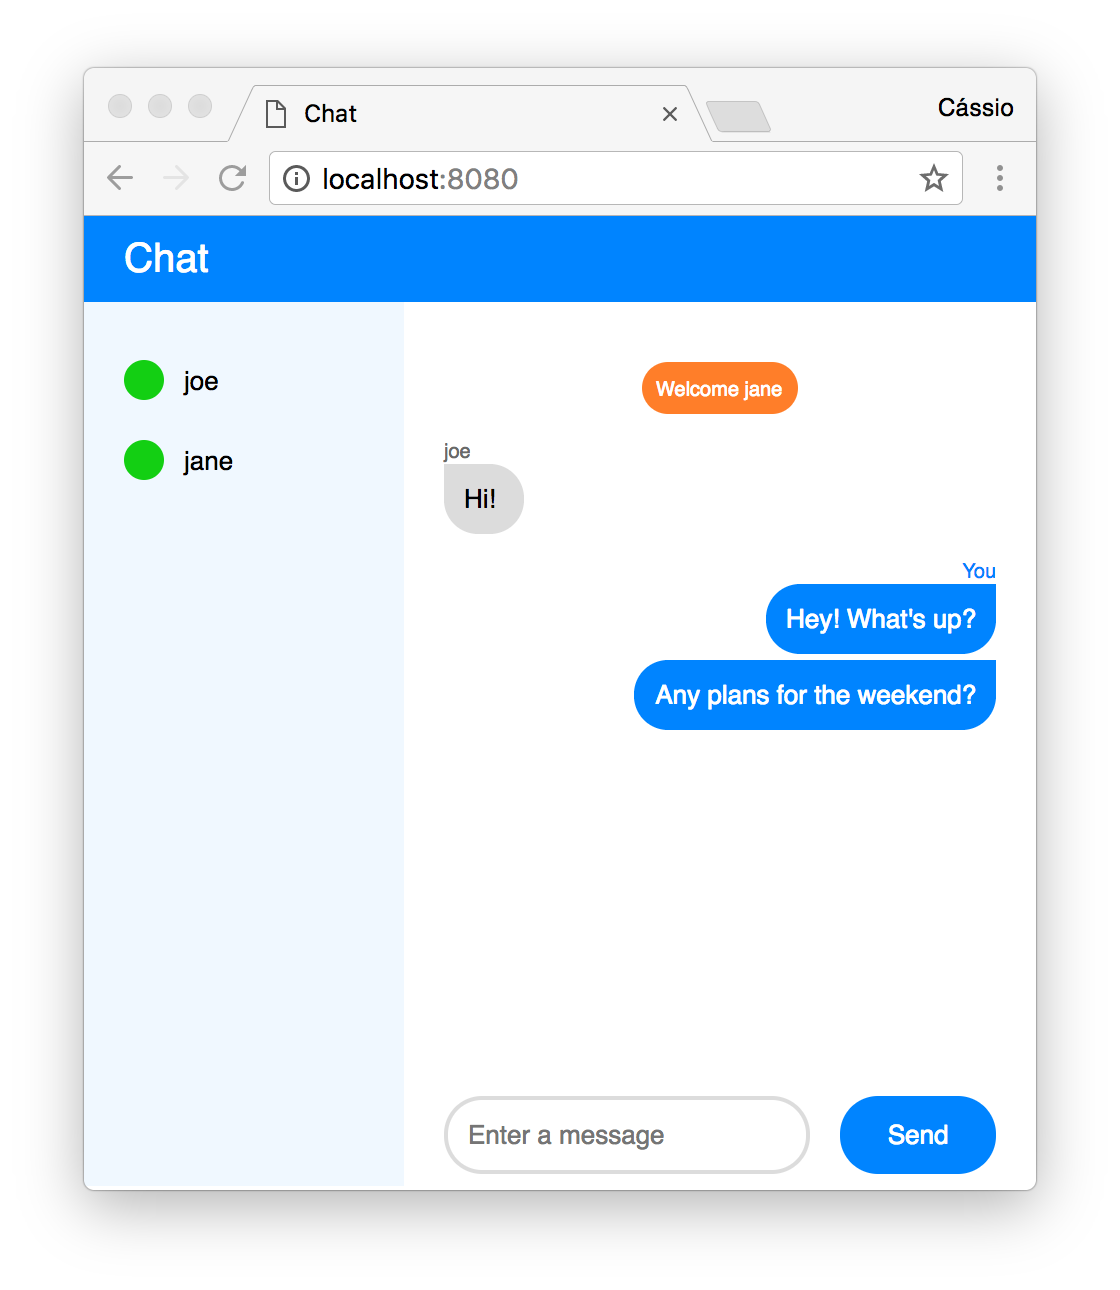 Chat
Cássio
localhost:8080
Chat
joe
jane
Welcome jane
joe
Hi!
You
Hey! What's up?
Any plans for the weekend?
Enter a message
Send